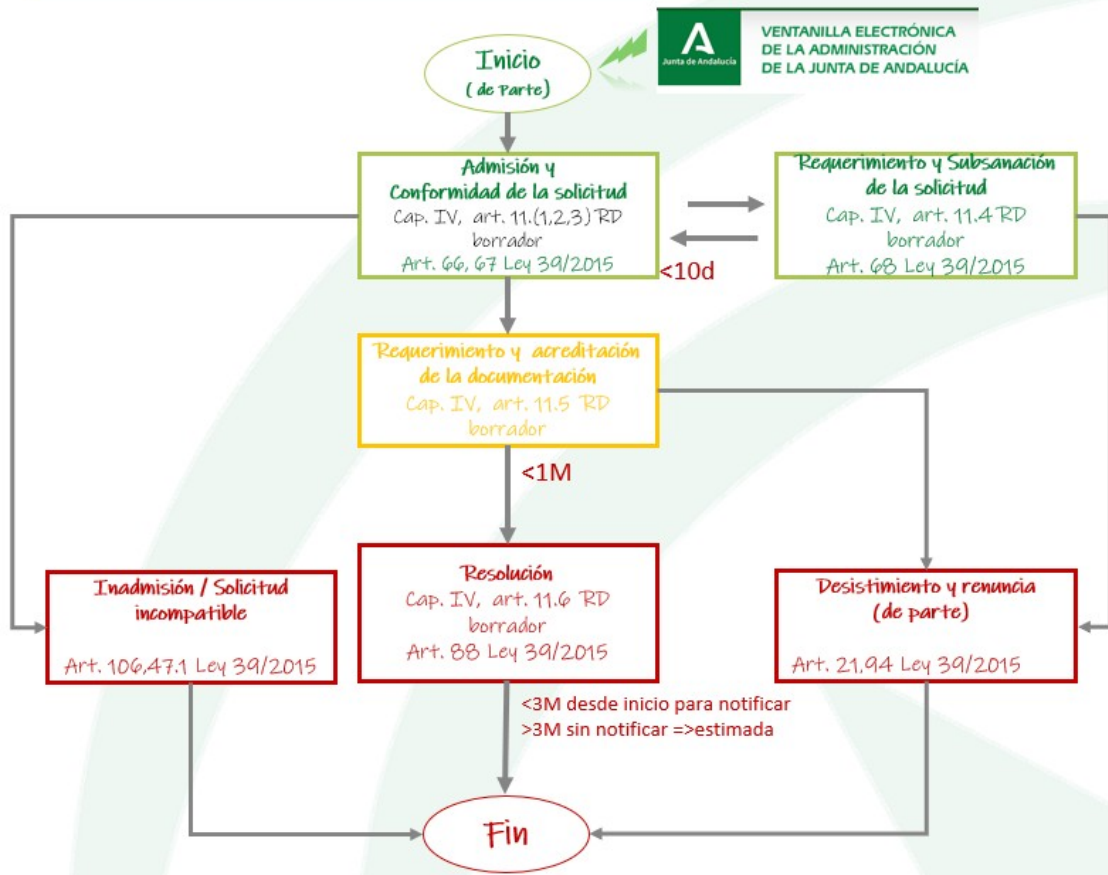 Inicio
( de Parte)
Junta de Andalucía
VENTANILLA ELECTRÓNICA
DE LA ADMINISTRACIÓN
DE LA JUNTA DE ANDALUCÍA
Admisión y
Conformidad de la solicitud
Cap. IV, art. 11.(1,2,3) RD
borrador
Art. 66, 67 Ley 39/2015
<10d
Requerimiento y Subsanación
de la solicitud
Cap. IV, art. 11.4 RD
borrador
Art. 68 Ley 39/2015
Requerimiento y acreditación
de la documentación
Cap. IV, art. 11.5 RD
borrador
<1M
Inadmisión / Solicitud
incompatible
Art. 106,47.1 Ley 39/2015
Resolución
Cap. IV, art. 11.6 RD
borrador
Art. 88 Ley 39/2015
Desistimiento y renuncia
(de parte)
Art. 21,94 Ley 39/2015
<3M desde inicio para notificar
>3M sin notificar =>estimada
Fin